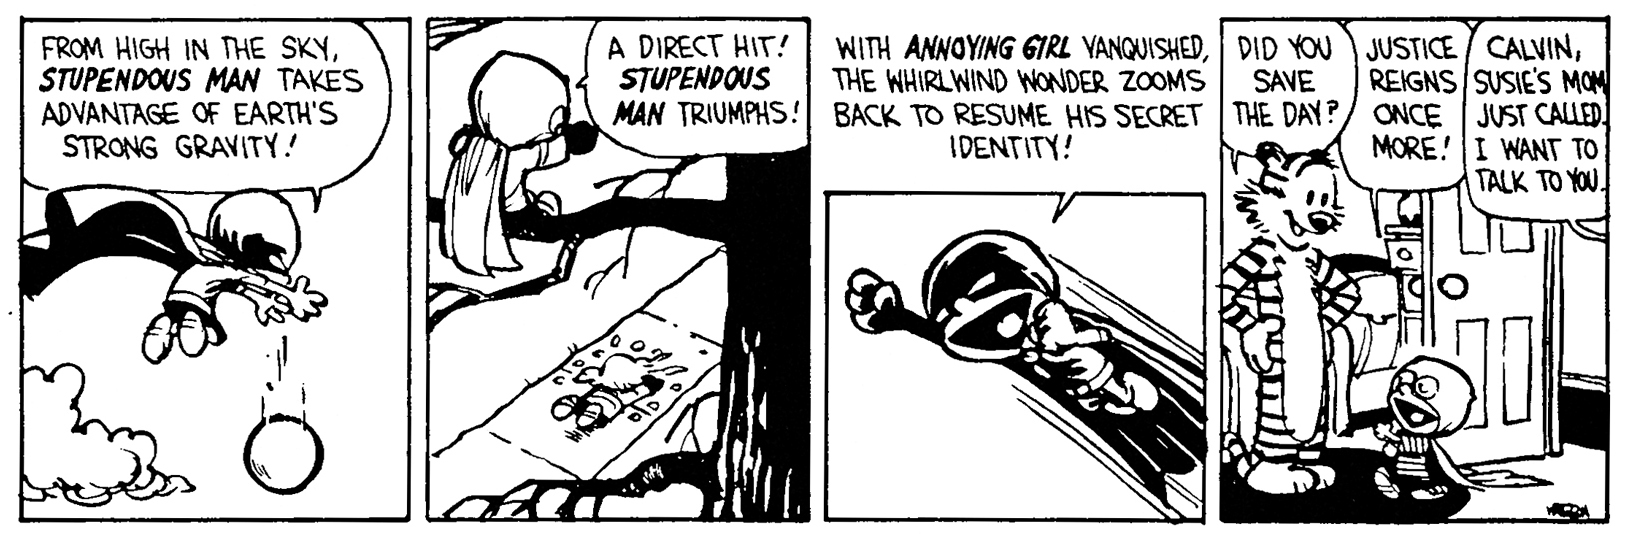 FROM HIGH IN THE SKY,
STUPENDOUS MAN TAKES
ADVANTAGE OF EARTH'S
STRONG GRAVITY!
A DIRECT HIT!
STUPENDOUS
MAN TRIUMPHS!
WITH ANNOYING GIRL VANQUISHED,
THE WHIRLWIND WONDER ZOOMS
BACK TO RESUME HIS SECRET
IDENTITY!
DID YOU
SAVE
THE DAY?
JUSTICE
REIGNS
ONCE
MORE!
CALVIN,
SUSIE'S MOM
JUST CALLED.
I WANT TO
TALK TO YOU.